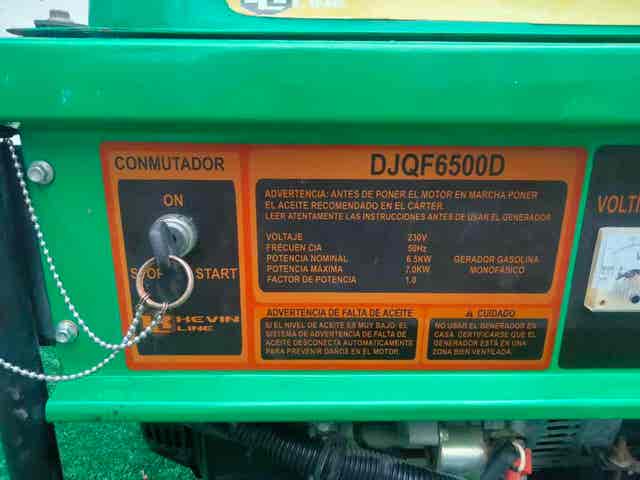 LINE
CONMUTADOR
ON
STOP START
HEVIN
LINE
DJQF6500D
ADVERTENCIA: ANTES DE PONER EL MOTOR EN MARCHA PONER
EL ACEITE RECOMENDADO EN EL CARTER.
LEER ATENTAMENTE LAS INSTRUCCIONES ANTES DE USAR EL GENERADOR
VOLTAJE 230V
FRECUEN CIA 50Hz
POTENCIA NOMINAL 6.5KW GERADOR GASOLINA
POTENCIA MÁXIMA 7.0KW MONOFÁSICO
FACTOR DE POTENCIA 1.0
ADVERTENCIA DE FALTA DE ACEITE
SI EL NIVEL DE ACEITE ES MUY BAJO. EL
SISTEMA DE ADVERTENCIA DE FALTA DE
ACEITE DESCONECTA AUTOMATICAMENTE
PARA PREVENIR DAÑOS EN EL MOTOR.
CUIDADO
NO USAR EL GENERADOR EN
CASA. CERTIFICARSE QUE EL
GENERADOR ESTÁ EN UNA
ZONA BIEN VENTILADA.
VOLTI